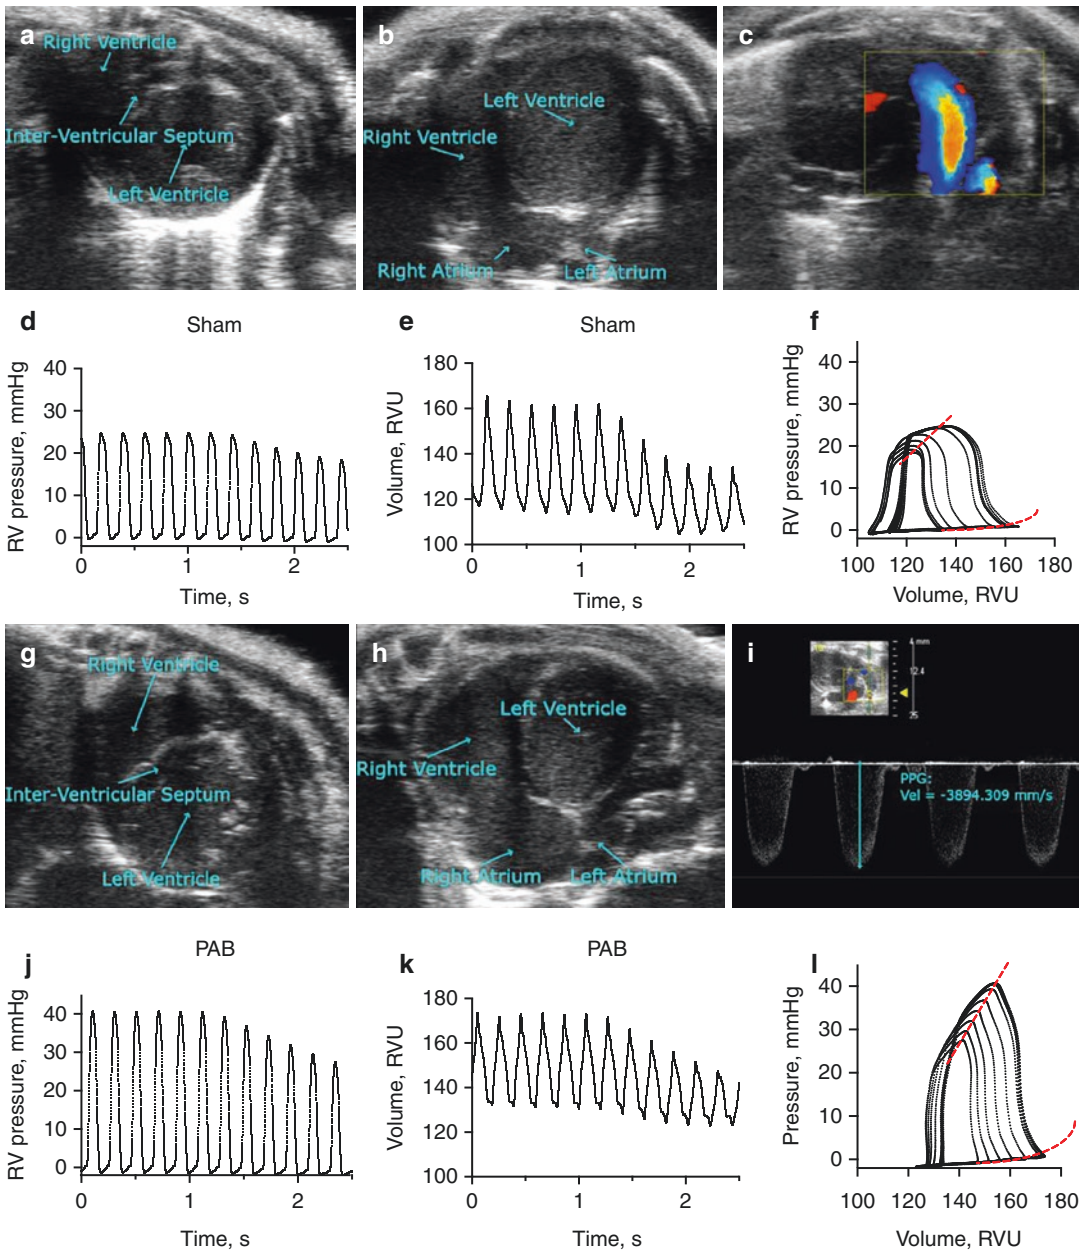 a
Right Ventricle
Inter-Ventricular Septum
Left Ventricle
b
Left Ventricle
Right Ventricle
Right Atrium
Left Atrium
c
d
Sham
RV pressure, mmHg
40
30
20
10
0
0 1 2
Time, s
e
Sham
Volume, RVU
180
160
140
120
100
0 1 2
Time, s
f
RV pressure, mmHg
40
30
20
10
0
100 120 140 160 180
Volume, RVU
g
Right Ventricle
Inter-Ventricular Septum
Left Ventricle
h
Left Ventricle
Right Ventricle
Right Atrium
Left Atrium
i
4 mm
12.4
25
PPG:
Vel = -3894.309 mm/s
j
PAB
RV pressure, mmHg
40
30
20
10
0
0 1 2
Time, s
k
PAB
Volume, RVU
180
160
140
120
100
0 1 2
Time, s
l
Pressure, mmHg
40
30
20
10
0
100 120 140 160 180
Volume, RVU